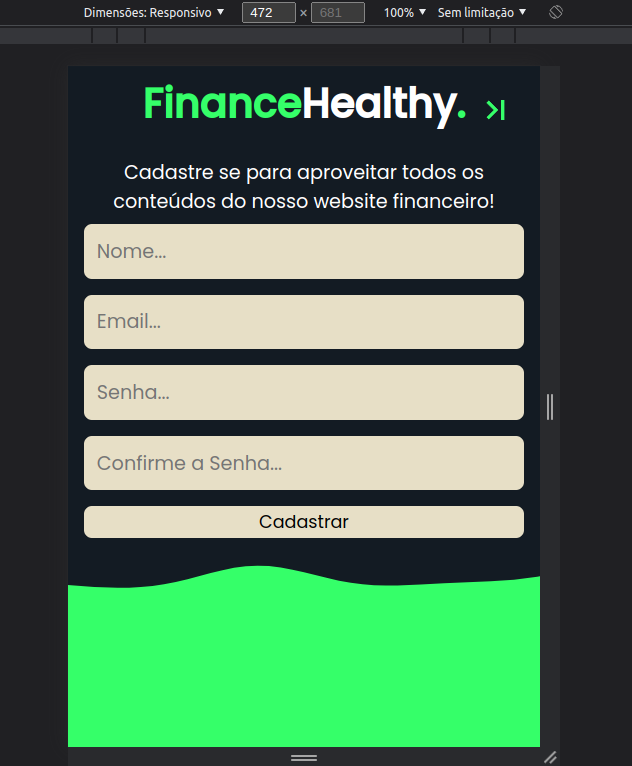 Dimensões: Responsivo 472 × 681 100% Sem limitação
FinanceHealthy.
Cadastre se para aproveitar todos os
conteúdos do nosso website financeiro!
Nome...
Email...
Senha...
Confirme a Senha...
Cadastrar